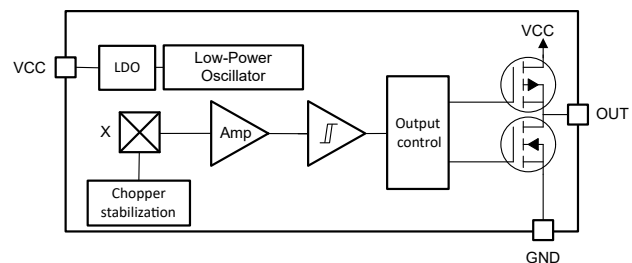 VCC
VCC
LDO
Low-Power
Oscillator
X
Amp
Output
control
OUT
Chopper
stabilization
GND